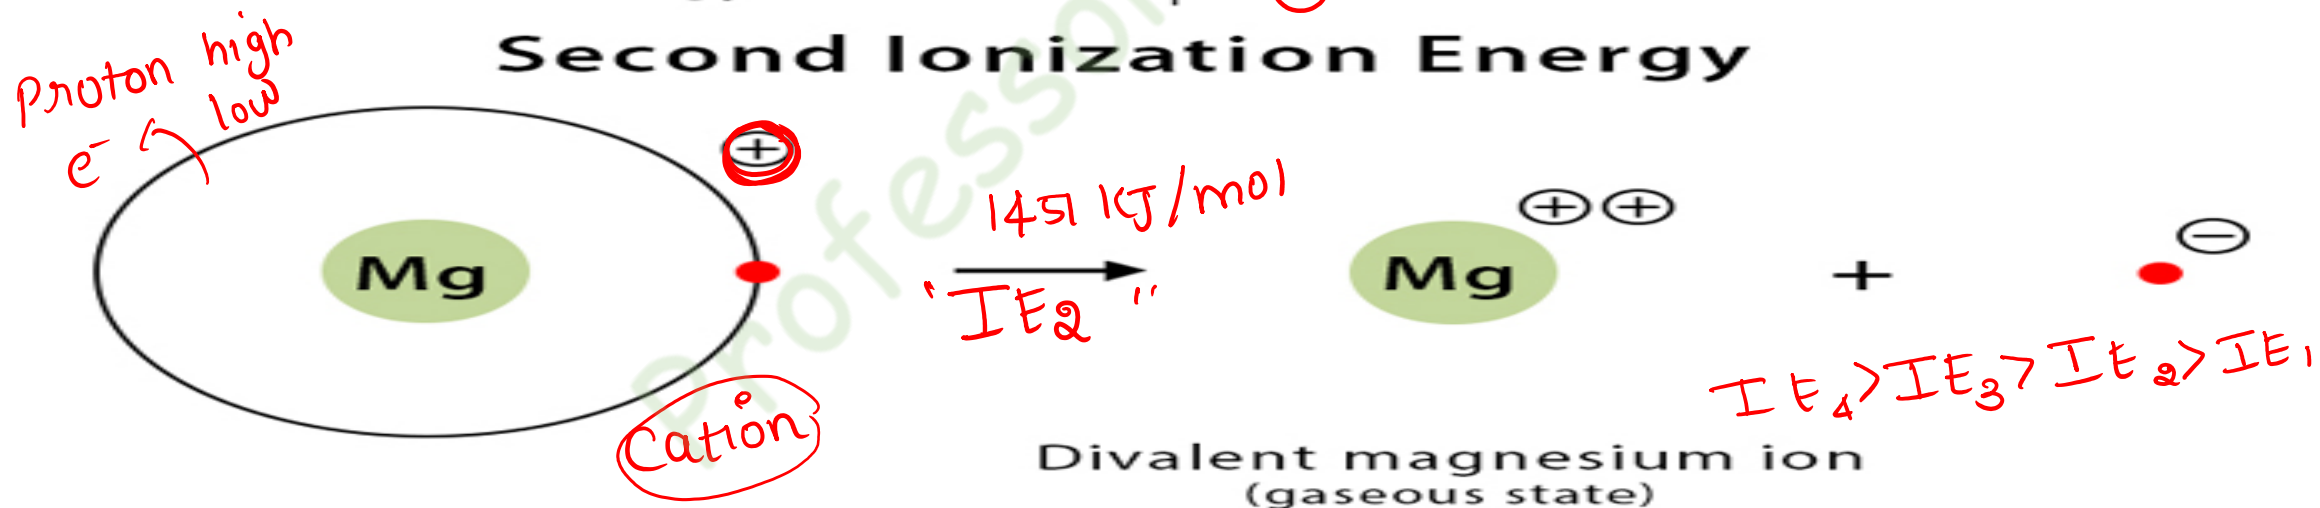 Second Ionization Energy
Proton high
e⁻ low
⊕
1451 KJ/mol
⊕⊕
⊖
Mg
Mg
+
"IE₂"
IE₄>IE₃>IE₂>IE₁
Cation
Divalent magnesium ion
(gaseous state)
Professor